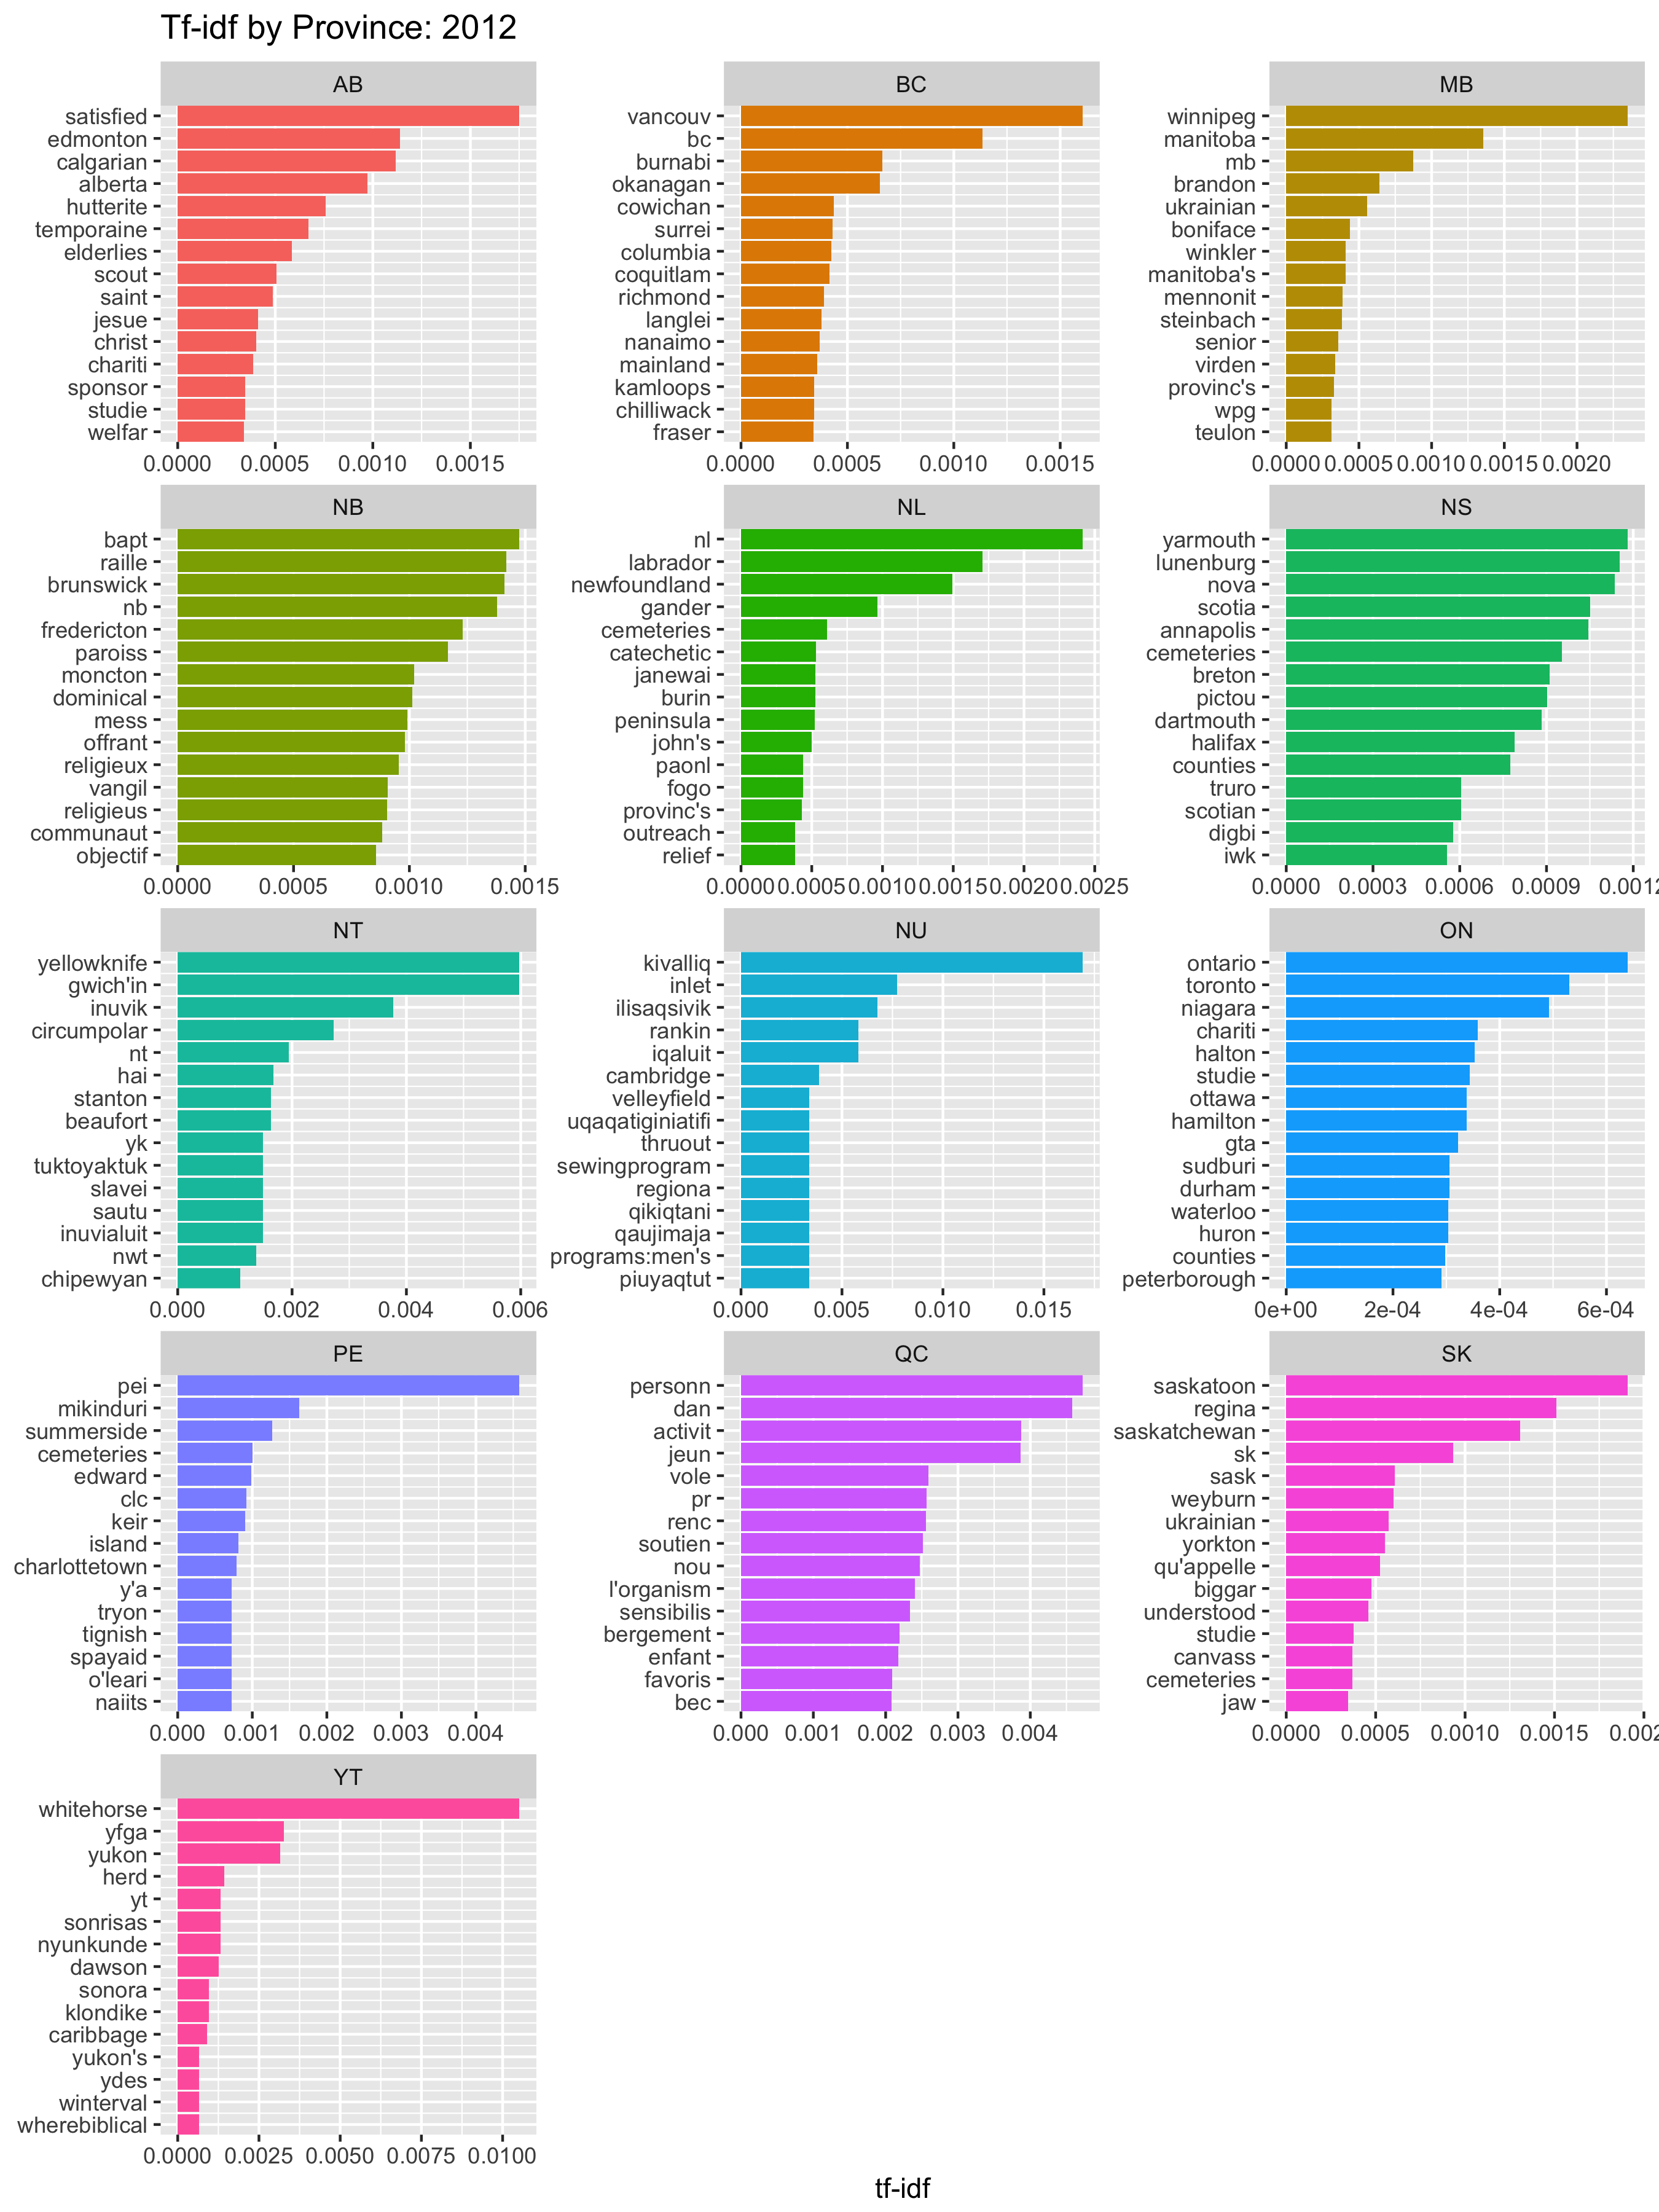 Tf-idf by Province: 2012
AB
satisfied
edmonton
calgarian
alberta
hutterite
temporaine
elderlies
scout
saint
jesue
christ
chariti
sponsor
studie
welfar
0.0000 0.0005 0.0010 0.0015
BC
vancouv
bc
burnabi
okanagan
cowichan
surrei
columbia
coquitlam
richmond
langlei
nanaimo
mainland
kamloops
chilliwack
fraser
0.0000 0.0005 0.0010 0.0015
MB
winnipeg
manitoba
mb
brandon
ukrainian
boniface
winkler
manitoba's
mennonit
steinbach
senior
virden
provinc's
wpg
teulon
0.0000 0.0005 0.0010 0.0015 0.0020
NB
bapt
raille
brunswick
nb
fredericton
paroiss
moncton
dominical
mess
offrant
religieux
vangil
religieus
communaut
objectif
0.0000 0.0005 0.0010 0.0015
NL
nl
labrador
newfoundland
gander
cemeteries
catechetic
janewai
burin
peninsula
john's
paonl
fogo
provinc's
outreach
relief
0.0000 0.0005 0.0010 0.0015 0.0020 0.0025
NS
yarmouth
lunenburg
nova
scotia
annapolis
cemeteries
breton
pictou
dartmouth
halifax
counties
truro
scotian
digbi
iwk
0.0000 0.0003 0.0006 0.0009 0.0012
NT
yellowknife
gwich'in
inuvik
circumpolar
nt
hai
stanton
beaufort
yk
tuktoyaktuk
slavei
sautu
inuvialuit
nwt
chipewyan
0.000 0.002 0.004 0.006
NU
kivalliq
inlet
ilisaqsivik
rankin
iqaluit
cambridge
velleyfield
uqaqatiginiatifi
thruout
sewingprogram
regiona
qikiqtani
qaujimaja
programs:men's
piuyaqtut
0.000 0.005 0.010 0.015
ON
ontario
toronto
niagara
chariti
halton
studie
ottawa
hamilton
gta
sudburi
durham
waterloo
huron
counties
peterborough
0e+00 2e-04 4e-04 6e-04
PE
pei
mikinduri
summerside
cemeteries
edward
clc
keir
island
charlottetown
y'a
tryon
tignish
spayaid
o'leari
naiits
0.000 0.001 0.002 0.003 0.004
QC
personn
dan
activit
jeun
vole
pr
renc
soutien
nou
l'organism
sensibilis
bergement
enfant
favoris
bec
0.000 0.001 0.002 0.003 0.004
SK
saskatoon
regina
saskatchewan
sk
sask
weyburn
ukrainian
yorkton
qu'appelle
biggar
understood
studie
canvass
cemeteries
jaw
0.0000 0.0005 0.0010 0.0015 0.002
YT
whitehorse
yfga
yukon
herd
yt
sonrisas
nyunkunde
dawson
sonora
klondike
caribbage
yukon's
ydes
winterval
wherebiblical
0.0000 0.0025 0.0050 0.0075 0.0100
tf-idf